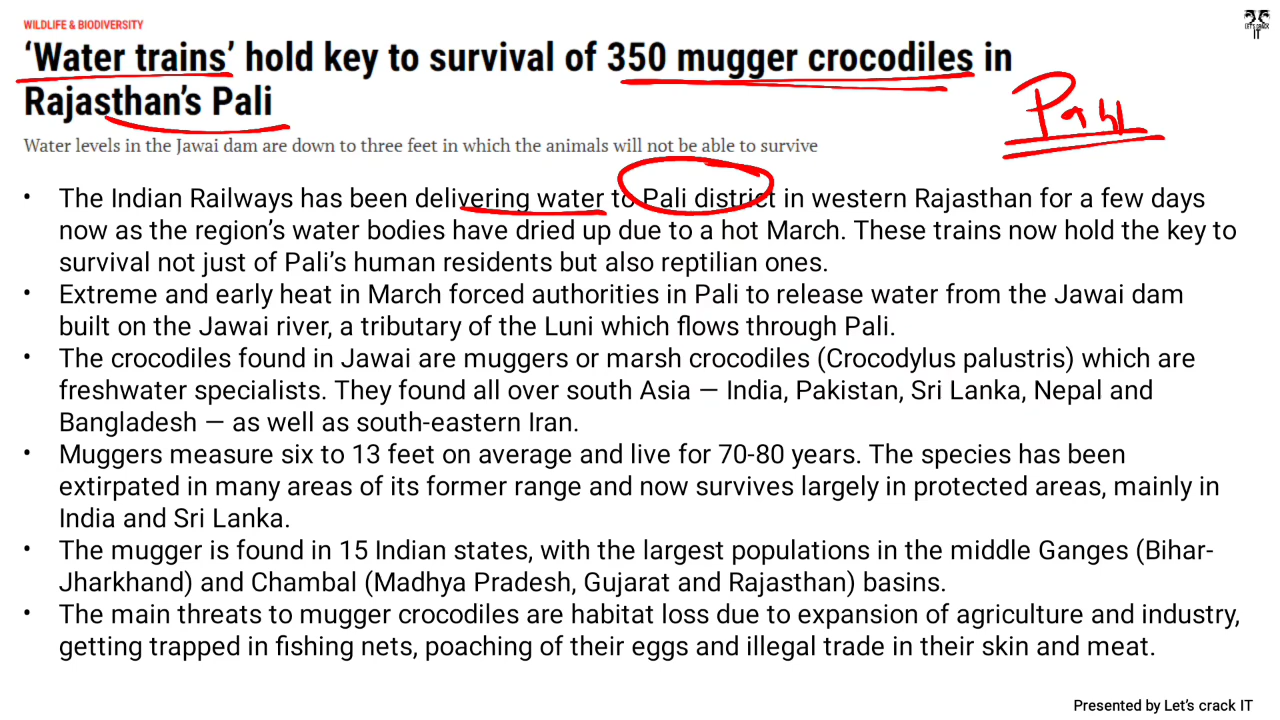 WILDLIFE & BIODIVERSITY
LET'S CRACK
IT
‘Water trains’ hold key to survival of 350 mugger crocodiles in
Rajasthan’s Pali
Pali
Water levels in the Jawai dam are down to three feet in which the animals will not be able to survive
• The Indian Railways has been delivering water to Pali district in western Rajasthan for a few days
now as the region’s water bodies have dried up due to a hot March. These trains now hold the key to
survival not just of Pali’s human residents but also reptilian ones.
• Extreme and early heat in March forced authorities in Pali to release water from the Jawai dam
built on the Jawai river, a tributary of the Luni which flows through Pali.
• The crocodiles found in Jawai are muggers or marsh crocodiles (Crocodylus palustris) which are
freshwater specialists. They found all over south Asia — India, Pakistan, Sri Lanka, Nepal and
Bangladesh — as well as south-eastern Iran.
• Muggers measure six to 13 feet on average and live for 70-80 years. The species has been
extirpated in many areas of its former range and now survives largely in protected areas, mainly in
India and Sri Lanka.
• The mugger is found in 15 Indian states, with the largest populations in the middle Ganges (Bihar-
Jharkhand) and Chambal (Madhya Pradesh, Gujarat and Rajasthan) basins.
• The main threats to mugger crocodiles are habitat loss due to expansion of agriculture and industry,
getting trapped in fishing nets, poaching of their eggs and illegal trade in their skin and meat.
Presented by Let’s crack IT